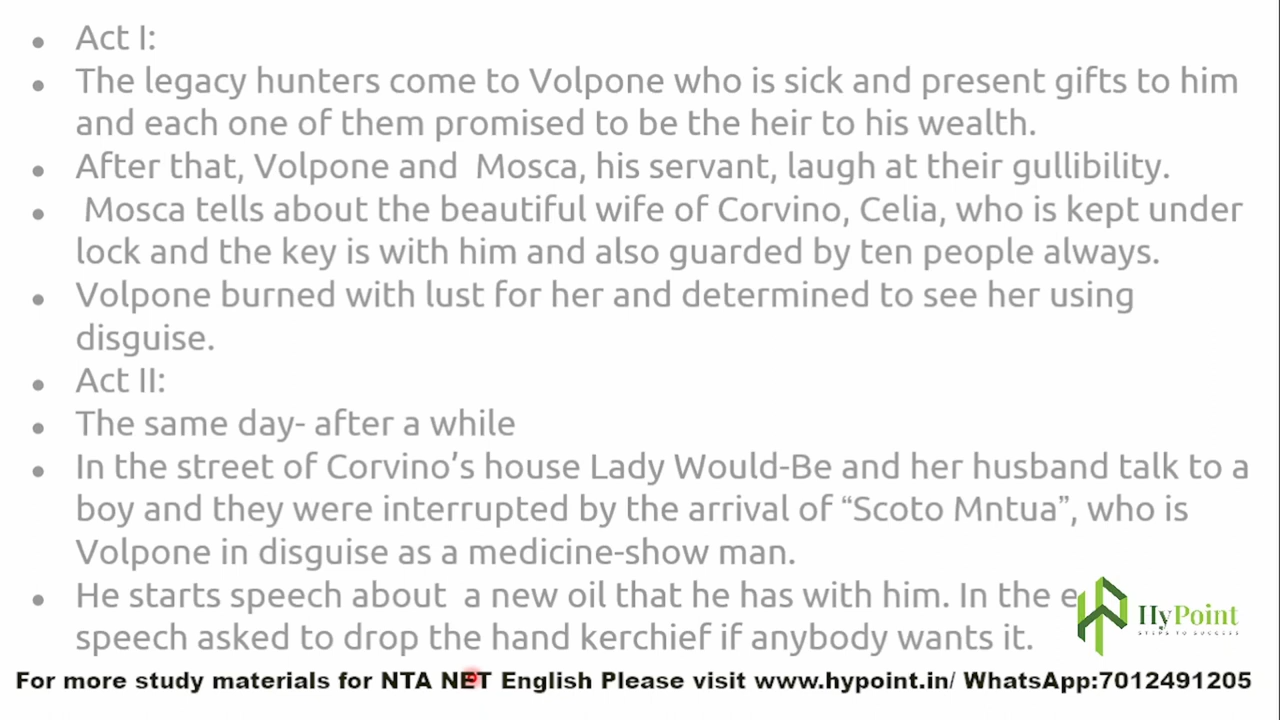 • Act I:
• The legacy hunters come to Volpone who is sick and present gifts to him
and each one of them promised to be the heir to his wealth.
• After that, Volpone and  Mosca, his servant, laugh at their gullibility.
•  Mosca tells about the beautiful wife of Corvino, Celia, who is kept under
lock and the key is with him and also guarded by ten people always.
• Volpone burned with lust for her and determined to see her using
disguise.
• Act II:
• The same day- after a while
• In the street of Corvino’s house Lady Would-Be and her husband talk to a
boy and they were interrupted by the arrival of “Scoto Mntua”, who is
Volpone in disguise as a medicine-show man.
• He starts speech about  a new oil that he has with him. In the e
speech asked to drop the hand kerchief if anybody wants it.
HyPoint
STEPS TO SUCCESS
For more study materials for NTA NET English Please visit www.hypoint.in/ WhatsApp:7012491205